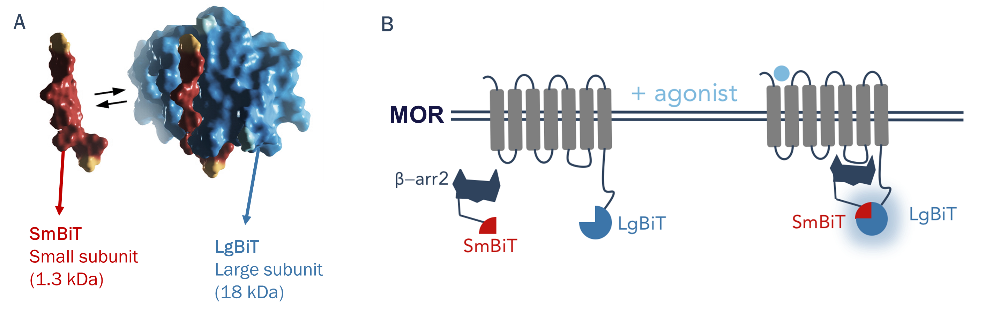 A
SmBiT
Small subunit
(1.3 kDa)
LgBiT
Large subunit
(18 kDa)
B
MOR
+ agonist
β–arr2
SmBiT
LgBiT
SmBiT
LgBiT